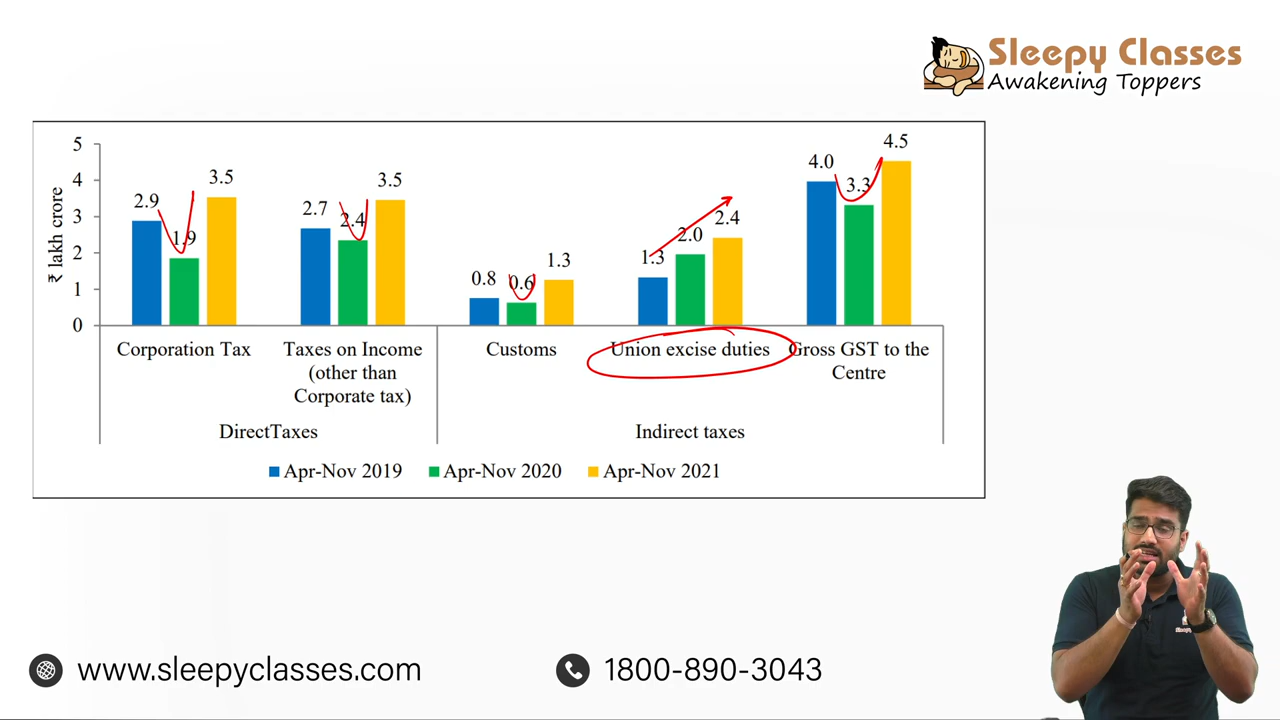 Sleepy Classes
Awakening Toppers
5
4
3
2
1
0
₹ lakh crore
2.9
1.9
3.5
2.7
2.4
3.5
0.8
0.6
1.3
1.3
2.0
2.4
4.0
3.3
4.5
Corporation Tax
Taxes on Income
(other than
Corporate tax)
Customs
Union excise duties
Gross GST to the
Centre
DirectTaxes
Indirect taxes
Apr-Nov 2019
Apr-Nov 2020
Apr-Nov 2021
www.sleepyclasses.com
1800-890-3043